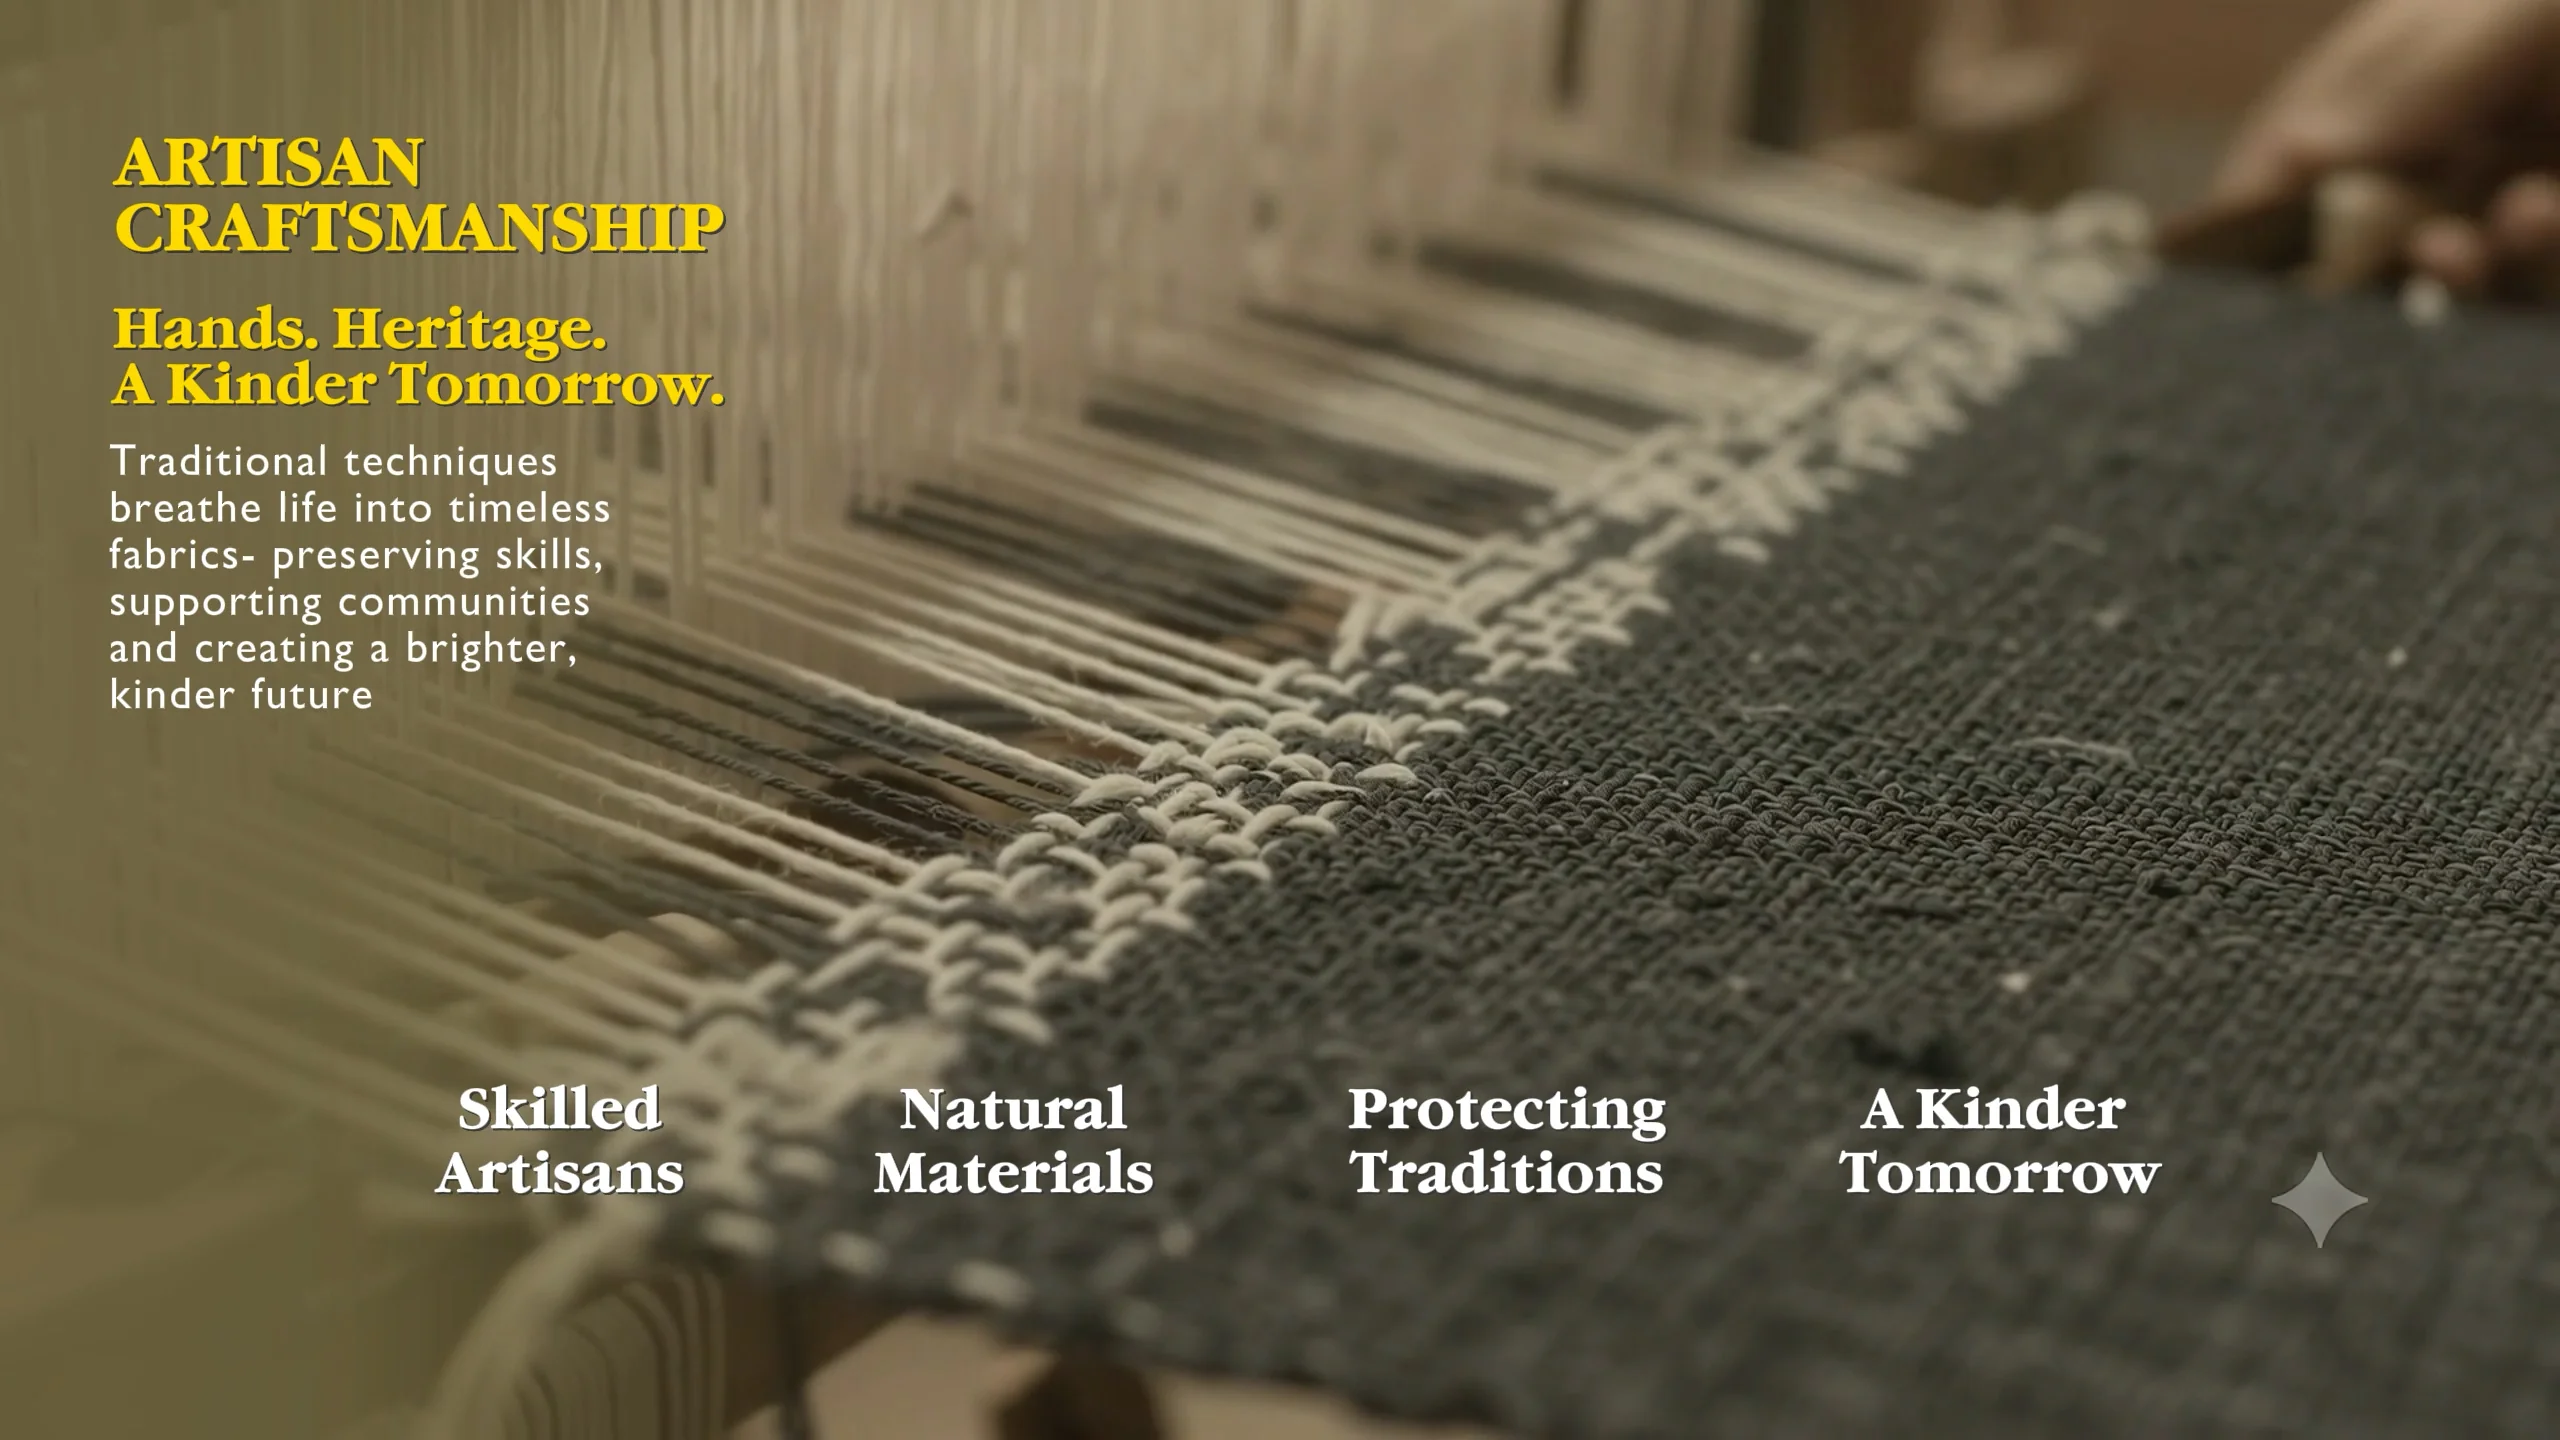 ARTISAN
CRAFTSMANSHIP
Hands. Heritage.
A Kinder Tomorrow.
Traditional techniques
breathe life into timeless
fabrics- preserving skills,
supporting communities
and creating a brighter,
kinder future
Skilled
Artisans
Natural
Materials
Protecting
Traditions
A Kinder
Tomorrow